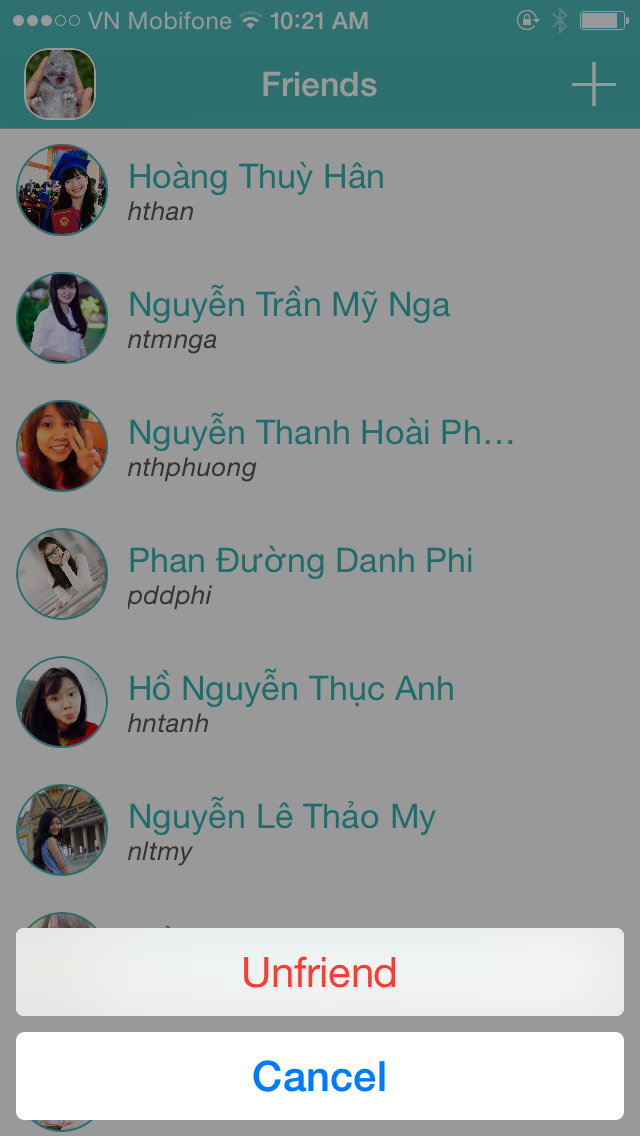 VN Mobifone 10:21 AM
Friends
Hoàng Thuỳ Hân
hthan
Nguyễn Trần Mỹ Nga
ntmnga
Nguyễn Thanh Hoài Ph...
nthphuong
Phan Đường Danh Phi
pddphi
Hồ Nguyễn Thục Anh
hntanh
Nguyễn Lê Thảo My
nltmy
Unfriend
Cancel